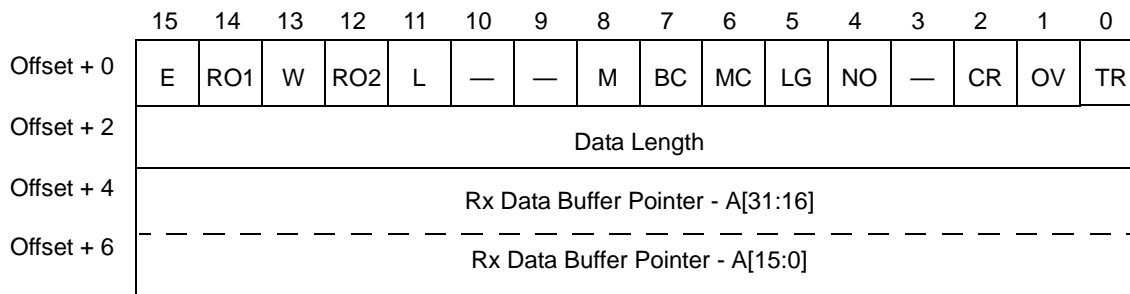 15 14 13 12 11 10 9 8 7 6 5 4 3 2 1 0
Offset + 0 E RO1 W RO2 L — — M BC MC LG NO — CR OV TR
Offset + 2 Data Length
Offset + 4 Rx Data Buffer Pointer - A[31:16]
Offset + 6 Rx Data Buffer Pointer - A[15:0]